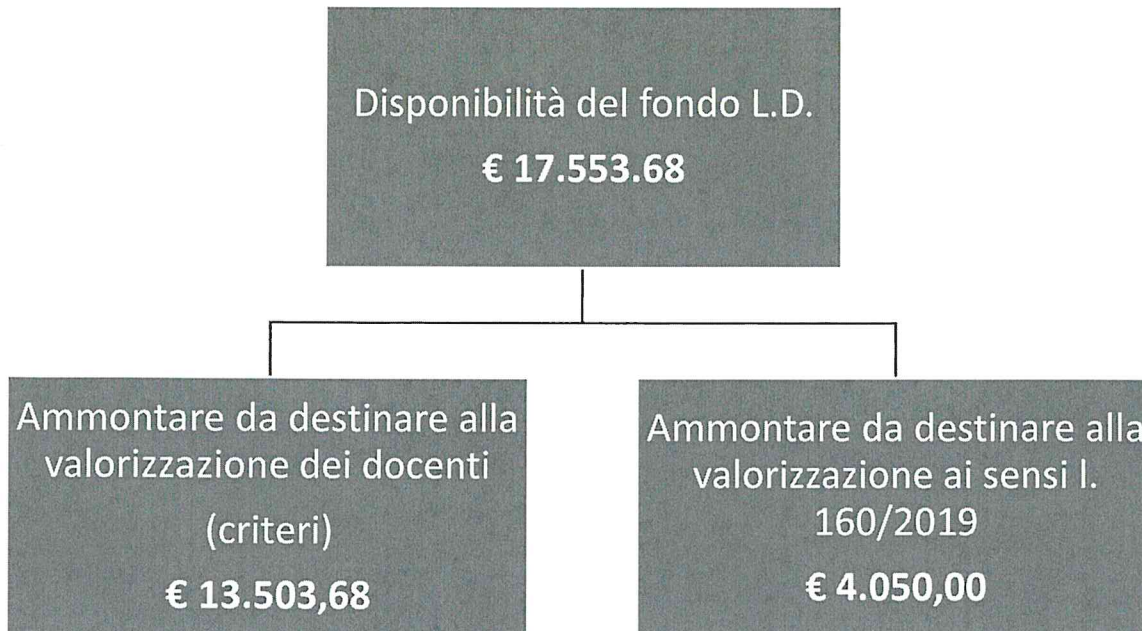 Disponibilità del fondo L.D.
€ 17.553.68
Ammontare da destinare alla
valorizzazione dei docenti
(criteri)
€ 13.503,68
Ammontare da destinare alla
valorizzazione ai sensi l.
160/2019
€ 4.050,00